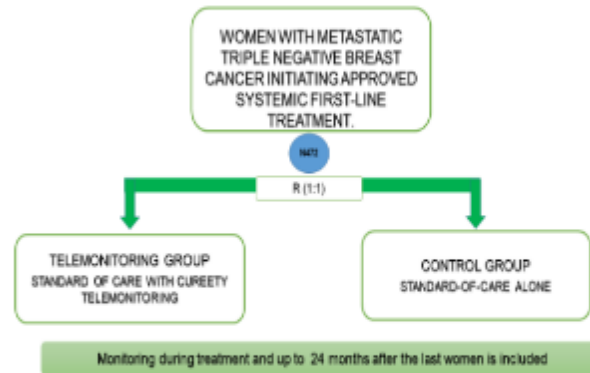 WOMEN WITH METASTATIC
TRIPLE NEGATIVE BREAST
CANCER INITIATING APPROVED
SYSTEMIC FIRST-LINE
TREATMENT.
N472
R (1:1)
TELEMONITORING GROUP
STANDARD OF CARE WITH CUREETY
TELEMONITORING
CONTROL GROUP
STANDARD-OF-CARE ALONE
Monitoring during treatment and up to 24 months after the last women is included